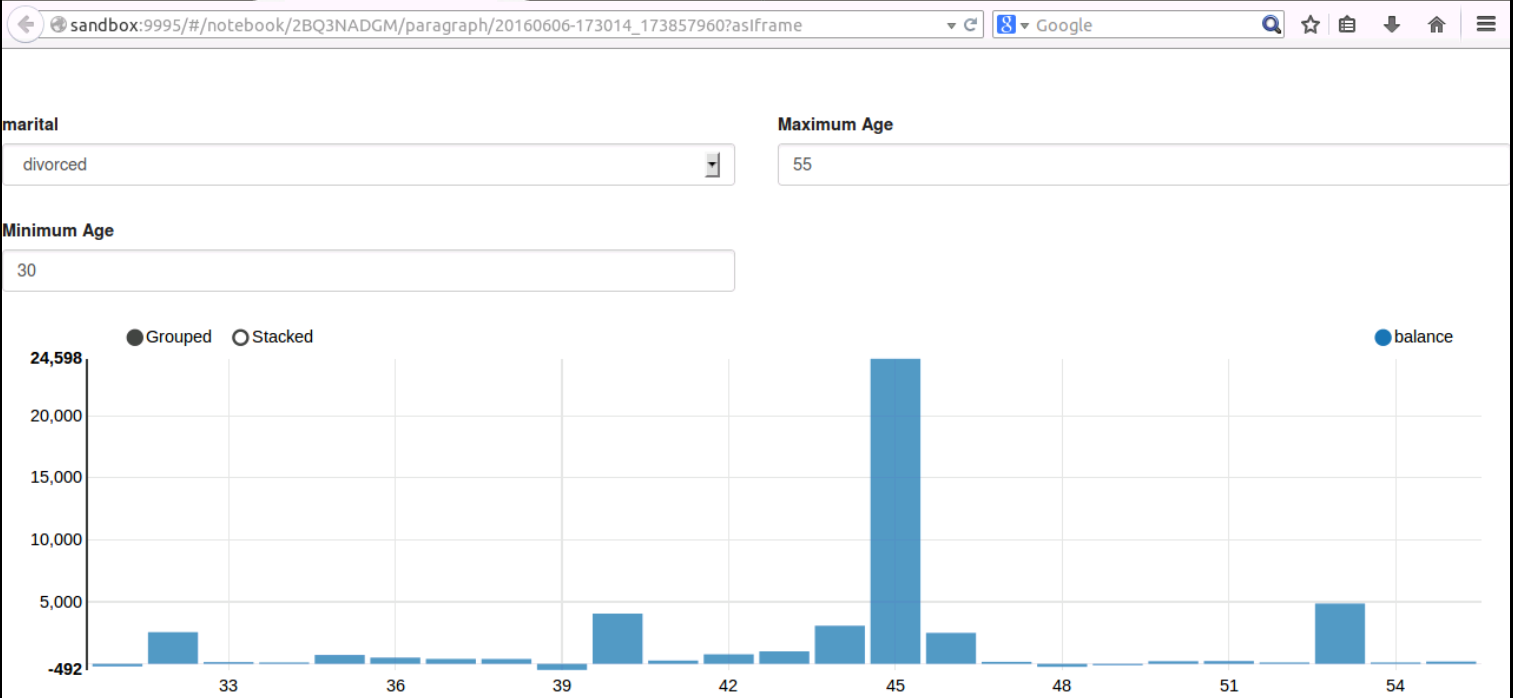 sandbox:9995/#/notebook/2BQ3NADGM/paragraph/20160606-173014_173857960?asIframe
8 Google
marital
Maximum Age
divorced
55
Minimum Age
30
Grouped Stacked
balance
24,598
20,000
15,000
10,000
5,000
-492
33 36 39 42 45 48 51 54